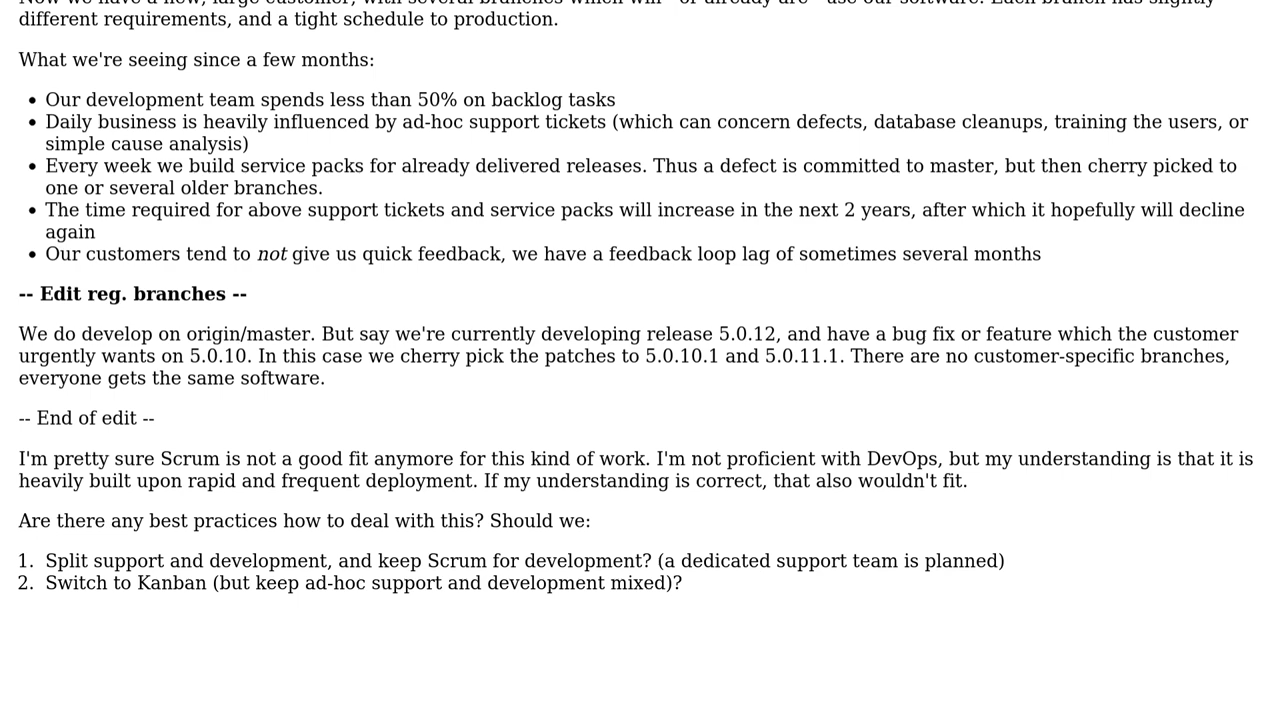 different requirements, and a tight schedule to production.
What we're seeing since a few months:
• Our development team spends less than 50% on backlog tasks
• Daily business is heavily influenced by ad-hoc support tickets (which can concern defects, database cleanups, training the users, or
simple cause analysis)
• Every week we build service packs for already delivered releases. Thus a defect is committed to master, but then cherry picked to
one or several older branches.
• The time required for above support tickets and service packs will increase in the next 2 years, after which it hopefully will decline
again
• Our customers tend to not give us quick feedback, we have a feedback loop lag of sometimes several months
-- Edit reg. branches --
We do develop on origin/master. But say we're currently developing release 5.0.12, and have a bug fix or feature which the customer
urgently wants on 5.0.10. In this case we cherry pick the patches to 5.0.10.1 and 5.0.11.1. There are no customer-specific branches,
everyone gets the same software.
-- End of edit --
I'm pretty sure Scrum is not a good fit anymore for this kind of work. I'm not proficient with DevOps, but my understanding is that it is
heavily built upon rapid and frequent deployment. If my understanding is correct, that also wouldn't fit.
Are there any best practices how to deal with this? Should we:
1. Split support and development, and keep Scrum for development? (a dedicated support team is planned)
2. Switch to Kanban (but keep ad-hoc support and development mixed)?